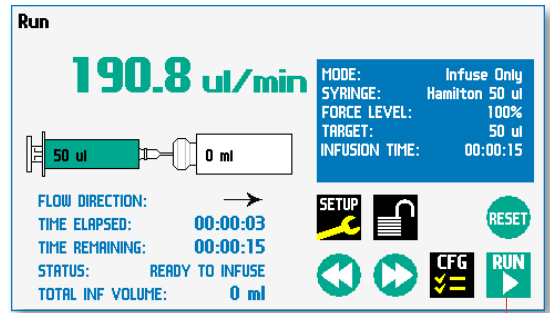 Run
190.8 ul/min
MODE: Infuse Only
SYRINGE: Hamilton 50 ul
FORCE LEVEL: 100%
TARGET: 50 ul
INFUSION TIME: 00:00:15
50 ul
0 ml
FLOW DIRECTION:
TIME ELAPSED: 00:00:03
TIME REMAINING: 00:00:15
STATUS: READY TO INFUSE
TOTAL INF VOLUME: 0 ml
SETUP
RESET
CFG
RUN